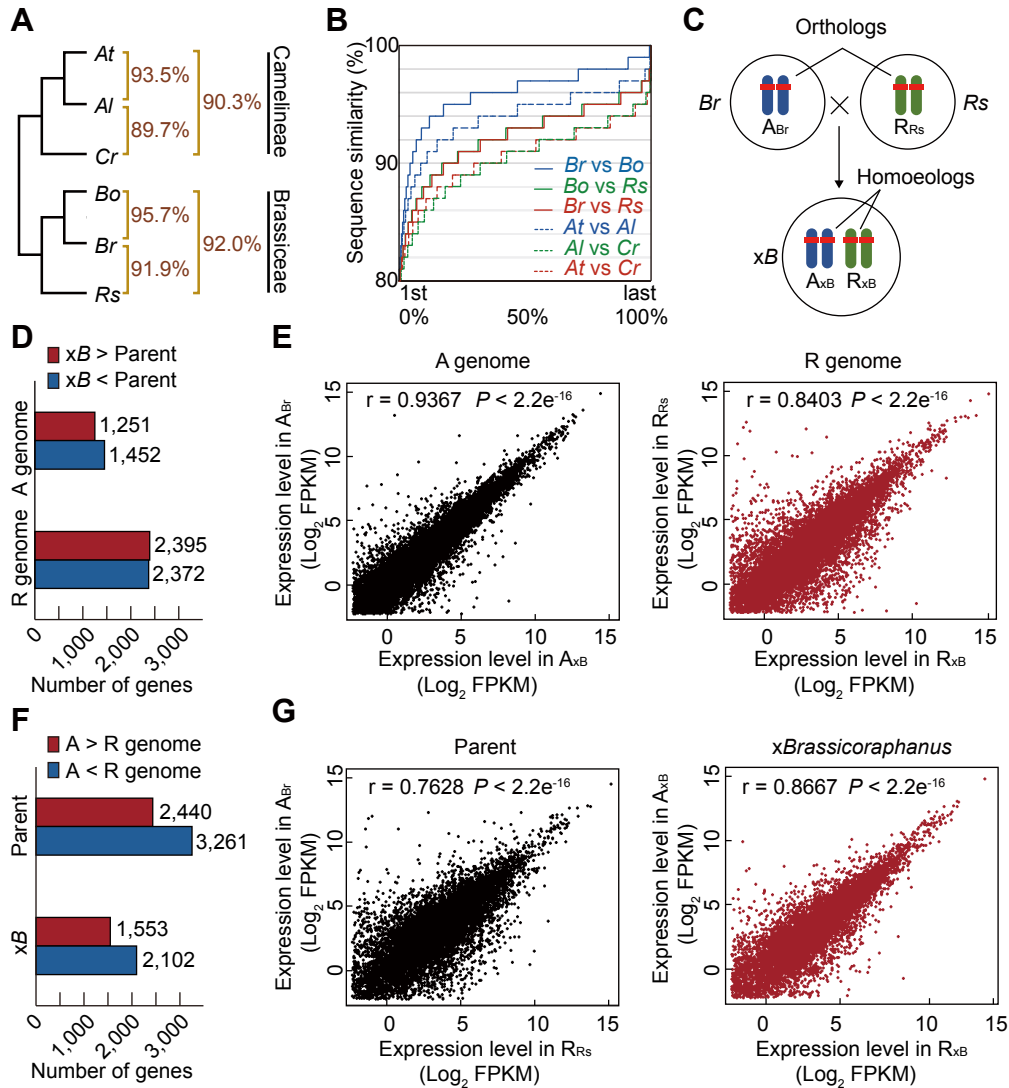 A
At
Al
Cr
Bo
Br
Rs
93.5%
89.7%
90.3%
95.7%
91.9%
92.0%
Camelineae
Brassiceae
B
Sequence similarity (%)
100
90
80
Br vs Bo
Bo vs Rs
Br vs Rs
At vs Al
Al vs Cr
At vs Cr
1st
last
0%
50%
100%
C
Orthologs
Br
ABr
RRs
Rs
Homoeologs
xB
AxB
RxB
D
xB > Parent
xB < Parent
A genome
1,251
1,452
R genome
2,395
2,372
0
1,000
2,000
3,000
Number of genes
E
A genome
r = 0.9367 P < 2.2e-16
Expression level in ABr
(Log2 FPKM)
15
10
5
0
0
5
10
15
Expression level in AxB
(Log2 FPKM)
R genome
r = 0.8403 P < 2.2e-16
Expression level in RRs
(Log2 FPKM)
15
10
5
0
0
5
10
15
Expression level in RxB
(Log2 FPKM)
F
A > R genome
A < R genome
Parent
2,440
3,261
xB
1,553
2,102
0
1,000
2,000
3,000
Number of genes
G
Parent
r = 0.7628 P < 2.2e-16
Expression level in ABr
(Log2 FPKM)
15
10
5
0
0
5
10
15
Expression level in RRs
(Log2 FPKM)
xBrassicoraphanus
r = 0.8667 P < 2.2e-16
Expression level in AxB
(Log2 FPKM)
15
10
5
0
0
5
10
15
Expression level in RxB
(Log2 FPKM)